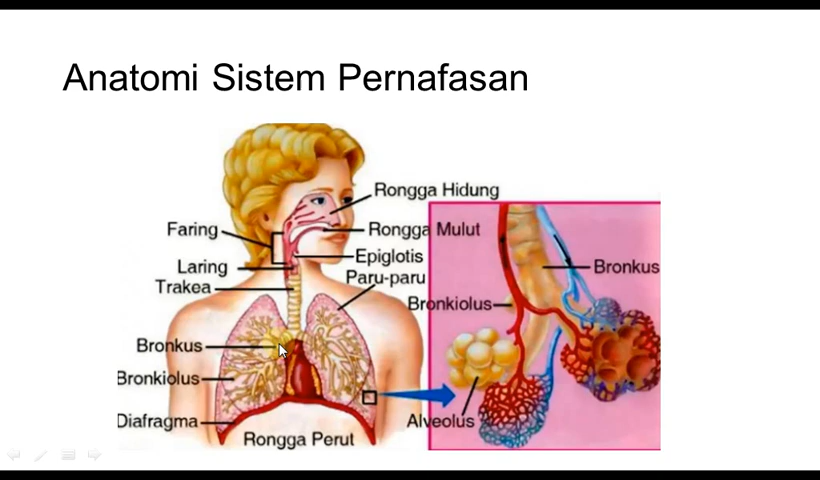 Anatomi Sistem Pernafasan
Rongga Hidung
Faring
Rongga Mulut
Epiglotis
Laring
Paru-paru
Trakea
Bronkus
Bronkiolus
Diafragma
Rongga Perut
Bronkus
Bronkiolus
Alveolus